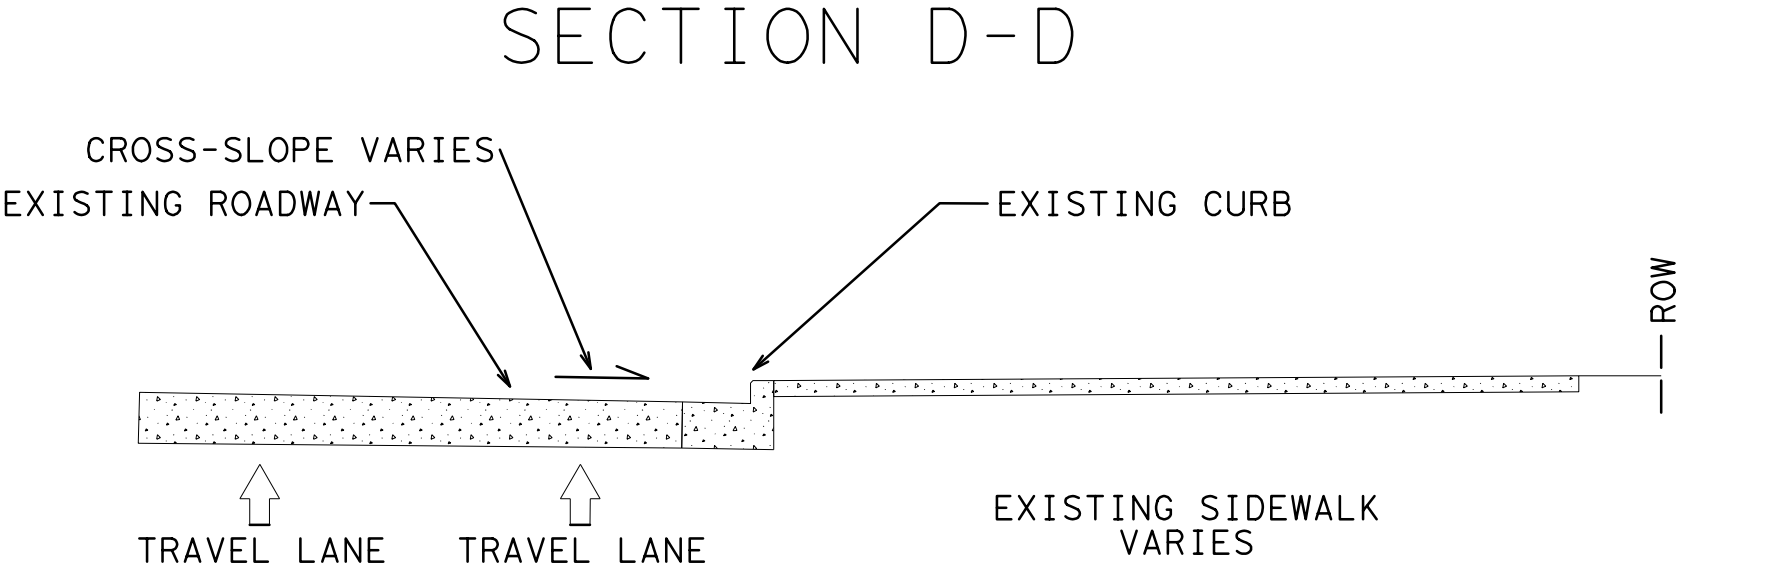 SECTION D-D
CROSS-SLOPE VARIES
EXISTING ROADWAY
EXISTING CURB
ROW
TRAVEL LANE
TRAVEL LANE
EXISTING SIDEWALK
VARIES